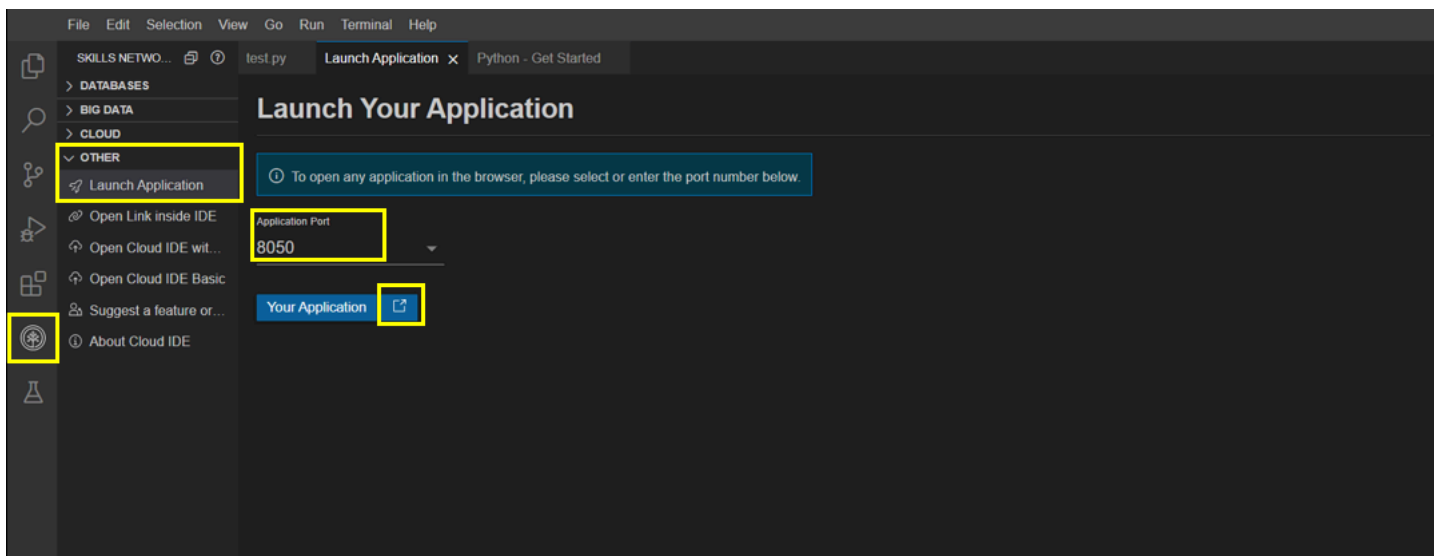 File Edit Selection View Go Run Terminal Help
SKILLS NETWO...
test.py Launch Application Python - Get Started
DATABASES
BIG DATA
CLOUD
OTHER
Launch Application
Open Link inside IDE
Open Cloud IDE wit...
Open Cloud IDE Basic
Suggest a feature or...
About Cloud IDE
Launch Your Application
To open any application in the browser, please select or enter the port number below.
Application Port
8050
Your Application